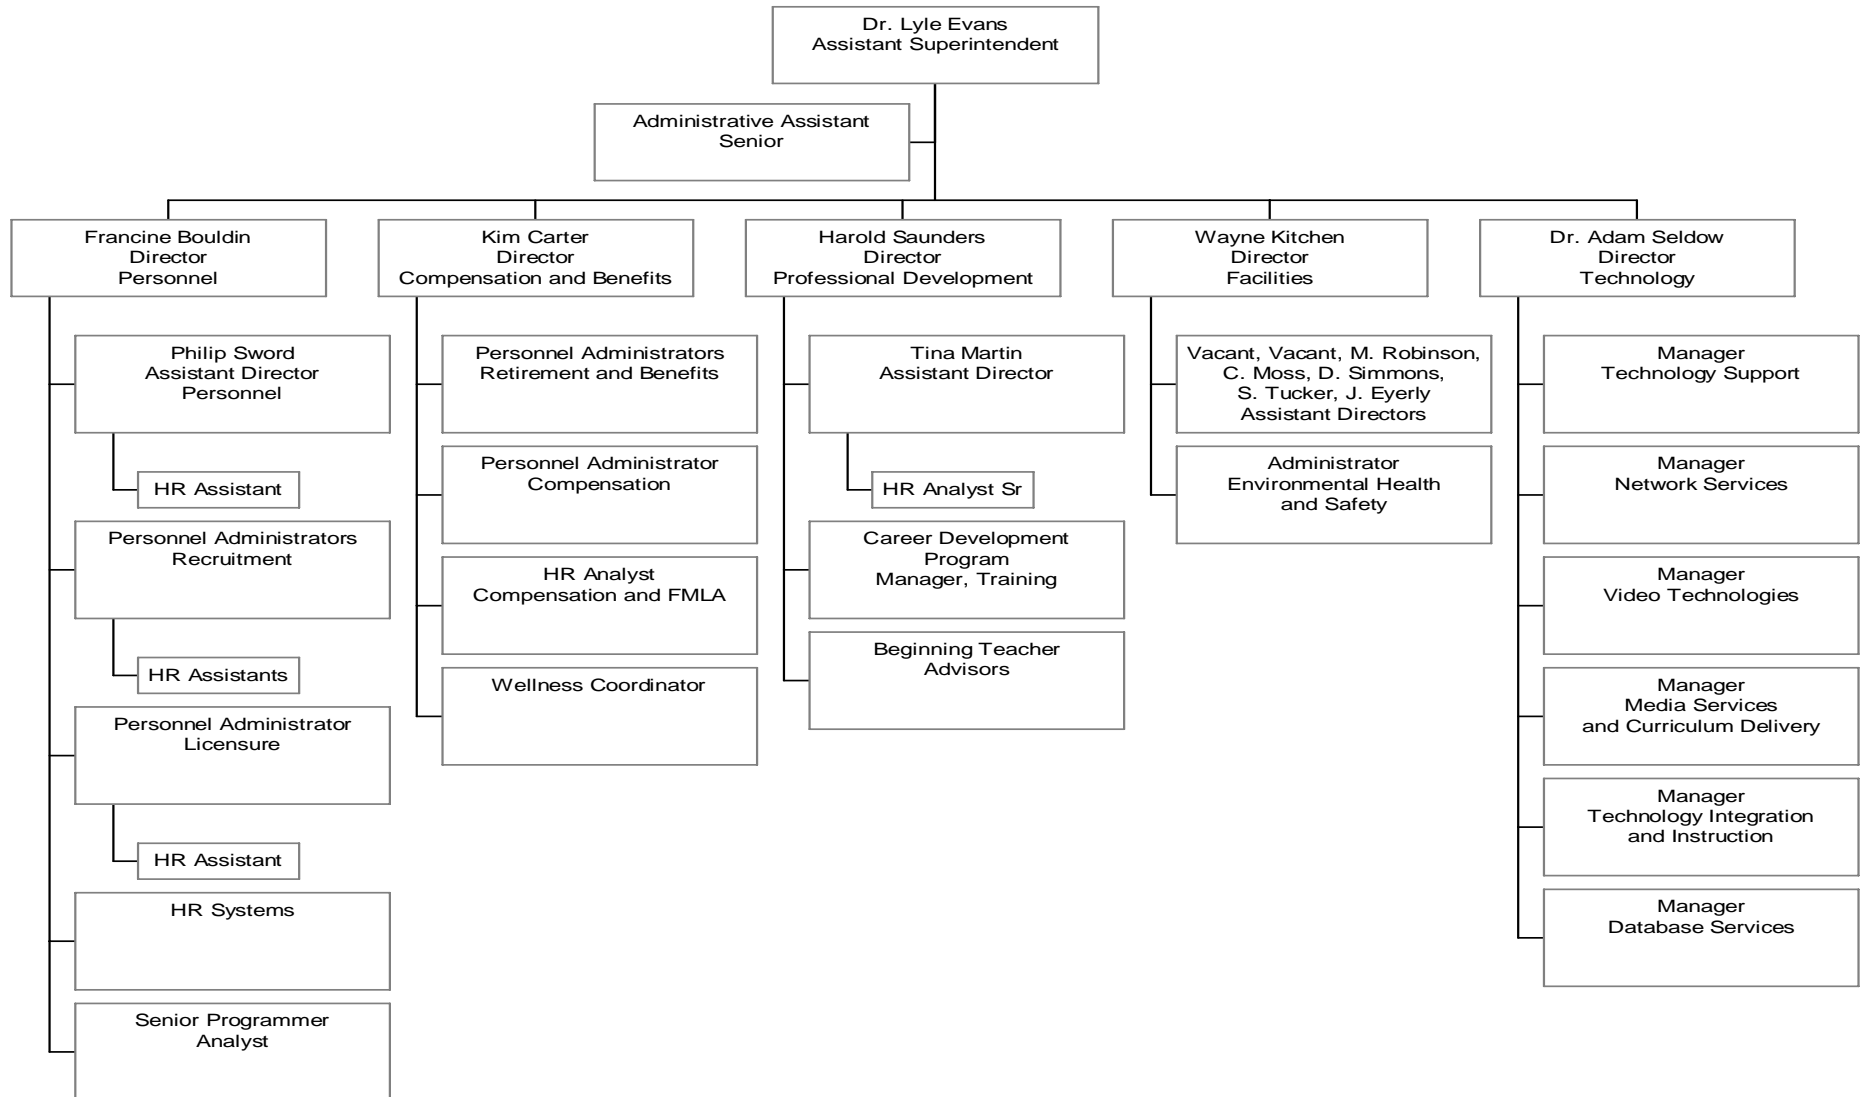 Dr. Lyle Evans
Assistant Superintendent
Administrative Assistant
Senior
Francine Bouldin
Director
Personnel
Philip Sword
Assistant Director
Personnel
HR Assistant
Personnel Administrators
Recruitment
HR Assistants
Personnel Administrator
Licensure
HR Assistant
HR Systems
Senior Programmer
Analyst
Kim Carter
Director
Compensation and Benefits
Personnel Administrators
Retirement and Benefits
Personnel Administrator
Compensation
HR Analyst
Compensation and FMLA
Wellness Coordinator
Harold Saunders
Director
Professional Development
Tina Martin
Assistant Director
HR Analyst Sr
Career Development
Program
Manager, Training
Beginning Teacher
Advisors
Wayne Kitchen
Director
Facilities
Vacant, Vacant, M. Robinson,
C. Moss, D. Simmons,
S. Tucker, J. Eyerly
Assistant Directors
Administrator
Environmental Health
and Safety
Dr. Adam Seldow
Director
Technology
Manager
Technology Support
Manager
Network Services
Manager
Video Technologies
Manager
Media Services
and Curriculum Delivery
Manager
Technology Integration
and Instruction
Manager
Database Services